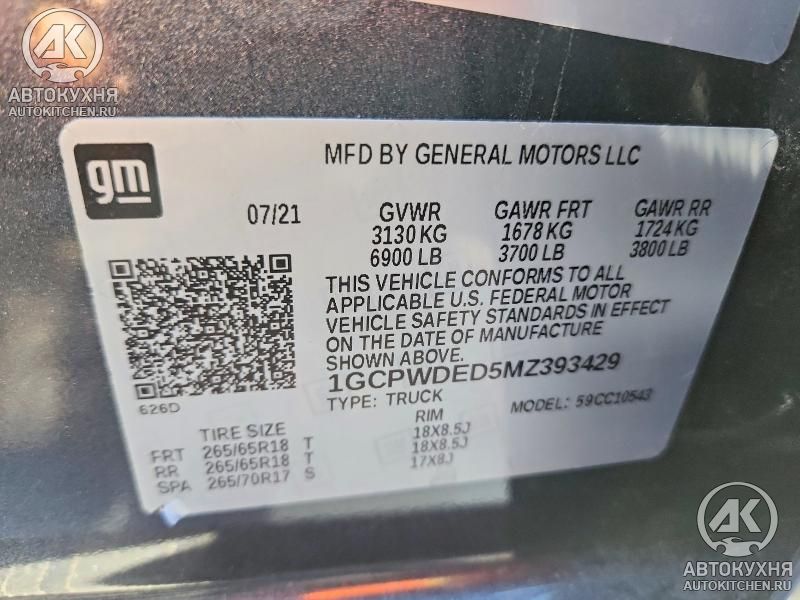 АК
АВТОКУХНЯ
AUTOKITCHEN.RU
gm
MFD BY GENERAL MOTORS LLC
07/21 GVWR GAWR FRT GAWR RR
3130 KG 1678 KG 1724 KG
6900 LB 3700 LB 3800 LB
THIS VEHICLE CONFORMS TO ALL
APPLICABLE U.S. FEDERAL MOTOR
VEHICLE SAFETY STANDARDS IN EFFECT
ON THE DATE OF MANUFACTURE
SHOWN ABOVE.
1GCPWDED5MZ393429
626D
TYPE: TRUCK MODEL: 59CC10543
TIRE SIZE RIM
FRT 265/65R18 T 18X8.5J
RR 265/65R18 T 18X8.5J
SPA 265/70R17 S 17X8J
АК
АВТОКУХНЯ
AUTOKITCHEN.RU